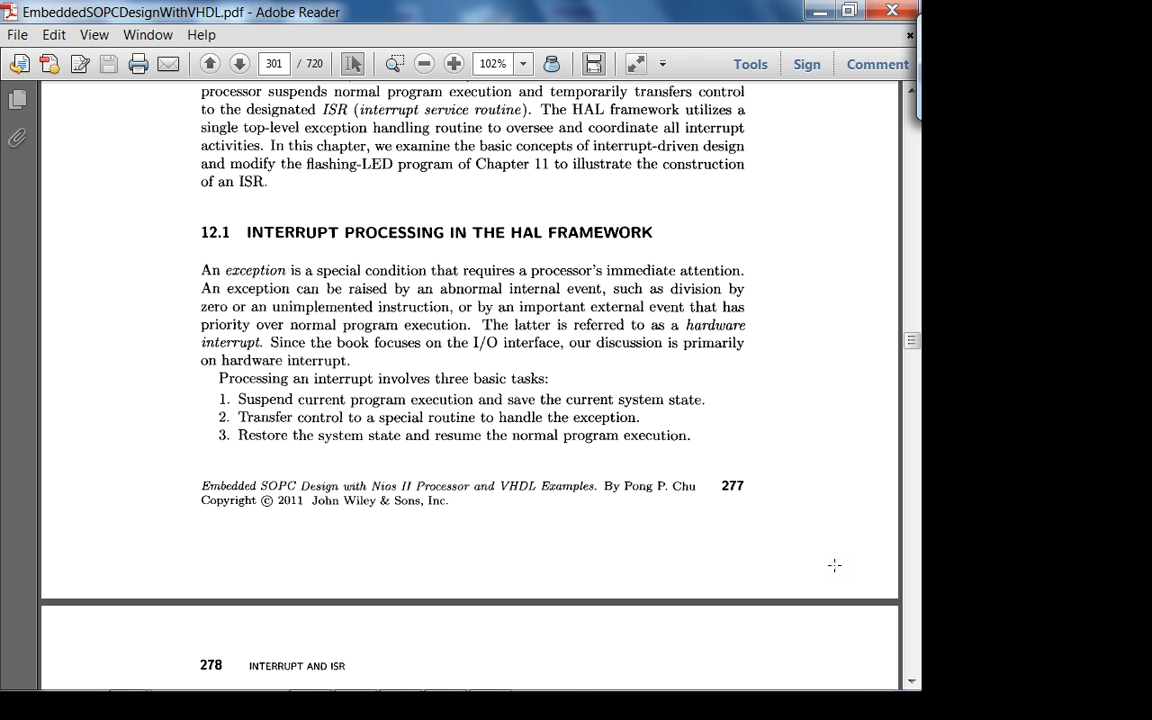 EmbeddedSOPCDesignWithVHDL.pdf - Adobe Reader
File Edit View Window Help
301 / 720 102% Tools Sign Comment
processor suspends normal program execution and temporarily transfers control
to the designated ISR (interrupt service routine). The HAL framework utilizes a
single top-level exception handling routine to oversee and coordinate all interrupt
activities. In this chapter, we examine the basic concepts of interrupt-driven design
and modify the flashing-LED program of Chapter 11 to illustrate the construction
of an ISR.
12.1 INTERRUPT PROCESSING IN THE HAL FRAMEWORK
An exception is a special condition that requires a processor's immediate attention.
An exception can be raised by an abnormal internal event, such as division by
zero or an unimplemented instruction, or by an important external event that has
priority over normal program execution. The latter is referred to as a hardware
interrupt. Since the book focuses on the I/O interface, our discussion is primarily
on hardware interrupt.
Processing an interrupt involves three basic tasks:
1. Suspend current program execution and save the current system state.
2. Transfer control to a special routine to handle the exception.
3. Restore the system state and resume the normal program execution.
Embedded SOPC Design with Nios II Processor and VHDL Examples. By Pong P. Chu 277
Copyright © 2011 John Wiley & Sons, Inc.
278 INTERRUPT AND ISR